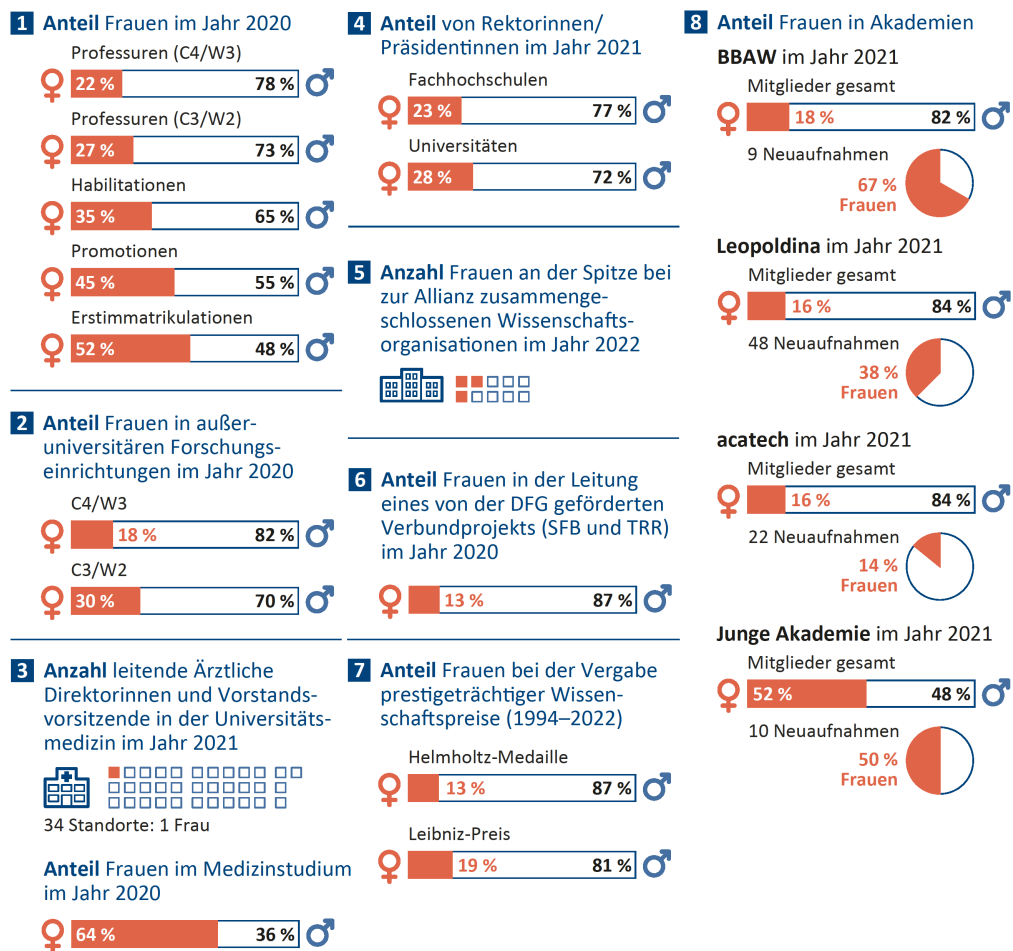 1 Anteil Frauen im Jahr 2020
Professuren (C4/W3)
22 % 78 %
Professuren (C3/W2)
27 % 73 %
Habilitationen
35 % 65 %
Promotionen
45 % 55 %
Erstimmatrikulationen
52 % 48 %
2 Anteil Frauen in außer-
universitären Forschungs-
einrichtungen im Jahr 2020
C4/W3
18 % 82 %
C3/W2
30 % 70 %
3 Anzahl leitende Ärztliche
Direktorinnen und Vorstands-
vorsitzende in der Universitäts-
medizin im Jahr 2021
34 Standorte: 1 Frau
Anteil Frauen im Medizinstudium
im Jahr 2020
64 % 36 %
4 Anteil von Rektorinnen/
Präsidentinnen im Jahr 2021
Fachhochschulen
23 % 77 %
Universitäten
28 % 72 %
5 Anzahl Frauen an der Spitze bei
zur Allianz zusammenge-
schlossenen Wissenschafts-
organisationen im Jahr 2022
6 Anteil Frauen in der Leitung
eines von der DFG geförderten
Verbundprojekts (SFB und TRR)
im Jahr 2020
13 % 87 %
7 Anteil Frauen bei der Vergabe
prestigeträchtiger Wissen-
schaftspreise (1994–2022)
Helmholtz-Medaille
13 % 87 %
Leibniz-Preis
19 % 81 %
8 Anteil Frauen in Akademien
BBAW im Jahr 2021
Mitglieder gesamt
18 % 82 %
9 Neuaufnahmen
67 %
Frauen
Leopoldina im Jahr 2021
Mitglieder gesamt
16 % 84 %
48 Neuaufnahmen
38 %
Frauen
acatech im Jahr 2021
Mitglieder gesamt
16 % 84 %
22 Neuaufnahmen
14 %
Frauen
Junge Akademie im Jahr 2021
Mitglieder gesamt
52 % 48 %
10 Neuaufnahmen
50 %
Frauen